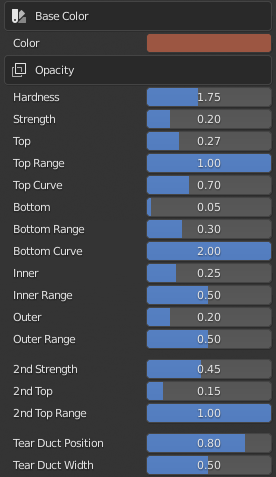 Base Color
Color
Opacity
Hardness 1.75
Strength 0.20
Top 0.27
Top Range 1.00
Top Curve 0.70
Bottom 0.05
Bottom Range 0.30
Bottom Curve 2.00
Inner 0.25
Inner Range 0.50
Outer 0.20
Outer Range 0.50
2nd Strength 0.45
2nd Top 0.15
2nd Top Range 1.00
Tear Duct Position 0.80
Tear Duct Width 0.50